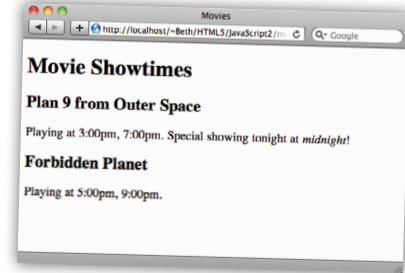 Movies
http://localhost/~Beth/HTML5/JavaScript2/m
Google
Movie Showtimes
Plan 9 from Outer Space
Playing at 3:00pm, 7:00pm. Special showing tonight at midnight!
Forbidden Planet
Playing at 5:00pm, 9:00pm.